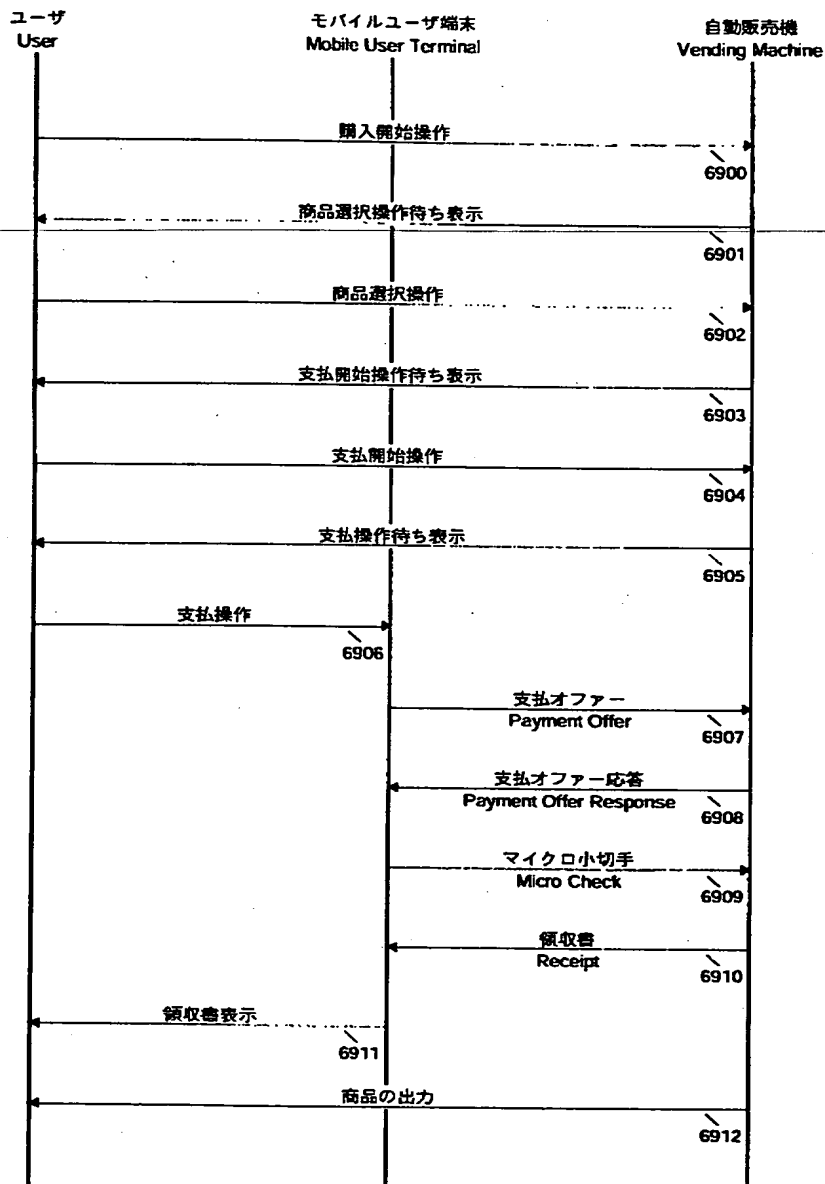 ユーザ
User
モバイルユーザ端末
Mobile User Terminal
自動販売機
Vending Machine
購入開始操作
6900
商品選択操作待ち表示
6901
商品選択操作
6902
支払開始操作待ち表示
6903
支払開始操作
6904
支払操作待ち表示
6905
支払操作
6906
支払オファー
Payment Offer
6907
支払オファー応答
Payment Offer Response
6908
マイクロ小切手
Micro Check
6909
領収書
Receipt
6910
領収書表示
6911
商品の出力
6912